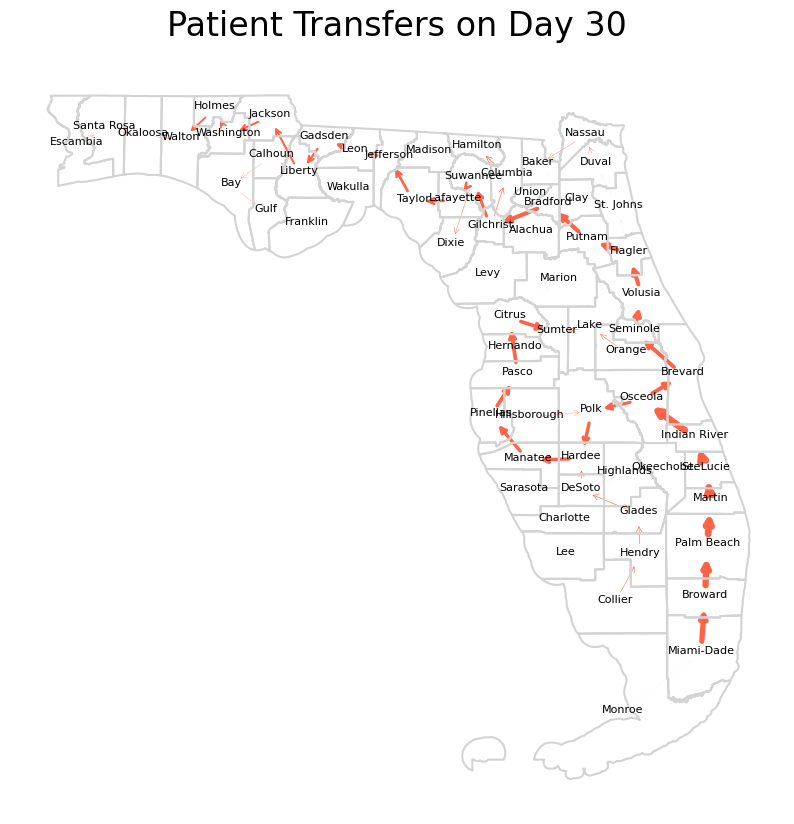 Patient Transfers on Day 30
Holmes
Jackson
Santa Rosa
Okaloosa
Walton
Washington
Escambia
Gadsden
Leon
Jefferson
Madison
Hamilton
Nassau
Calhoun
Liberty
Bay
Wakulla
Gulf
Franklin
Suwannee
Columbia
Baker
Duval
Taylor
Lafayette
Union
Bradford
Clay
St. Johns
Gilchrist
Alachua
Putnam
Dixie
Flagler
Levy
Marion
Volusia
Citrus
Sumter
Lake
Seminole
Hernando
Orange
Pasco
Brevard
Osceola
Pinellas
Hillsborough
Polk
Indian River
Manatee
Hardee
Highlands
Okeechobee
St. Lucie
Sarasota
DeSoto
Martin
Charlotte
Glades
Lee
Hendry
Palm Beach
Collier
Broward
Miami-Dade
Monroe